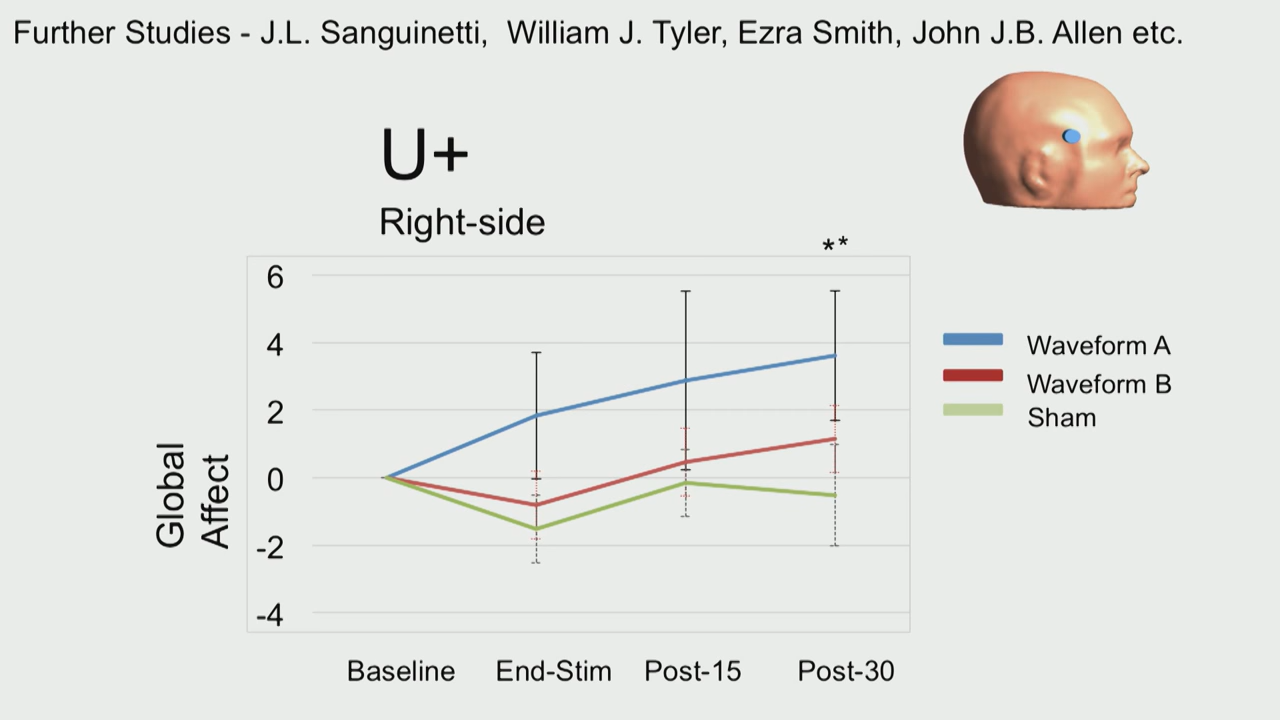 Further Studies - J.L. Sanguinetti, William J. Tyler, Ezra Smith, John J.B. Allen etc.
U+
Right-side
**
6
4
2
0
-2
-4
Global
Affect
Baseline End-Stim Post-15 Post-30
Waveform A
Waveform B
Sham